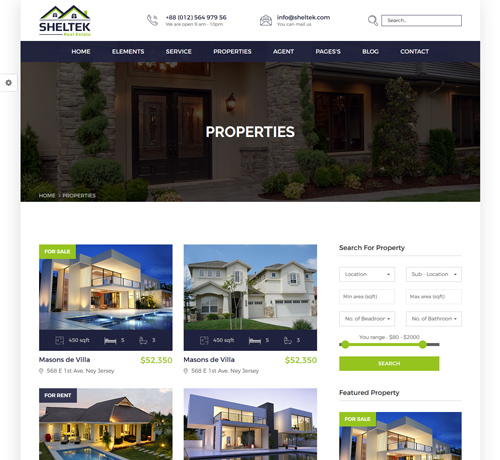 SHELTEK
Real Estate
+88 (012) 564 979 56
We are open 9 am - 10pm
info@sheltek.com
You can mail us
Search..
HOME ELEMENTS SERVICE PROPERTIES AGENT PAGES'S BLOG CONTACT
PROPERTIES
HOME > PROPERTIES
FOR SALE
450 sqft 5 3
Masons de Villa $52,350
568 E 1st Ave, Ney Jersey
450 sqft 5 3
Masons de Villa $52,350
568 E 1st Ave, Ney Jersey
FOR RENT
Search For Property
Location Sub - Location
Min area (sqft) Max area (sqft)
No. of Beadroom No. of Bathroom
You range : $80 - $2000
SEARCH
Featured Property
FOR SALE